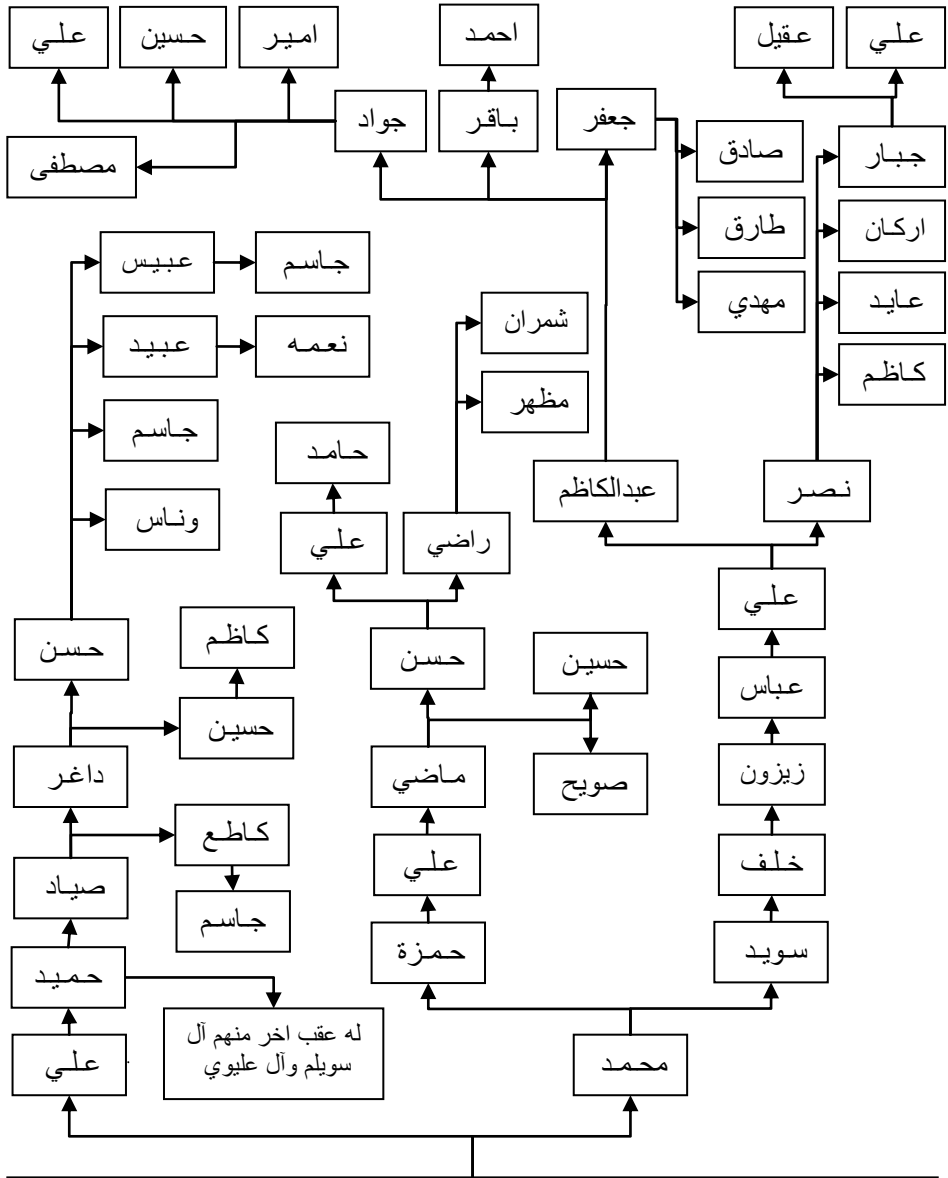 علي
عقيل
احمد
امير
حسين
علي
جبار
جعفر
باقر
جواد
صادق
مصطفى
اركان
طارق
عايد
مهدي
جاسم
عبيس
شمران
نعمه
عبيد
كاظم
مظهر
جاسم
حامد
نصر
عبدالكاظم
وناس
راضي
علي
علي
كاظم
حسن
حسين
حسن
عباس
حسين
زيزون
صويح
ماضي
داغر
كاطع
خلف
علي
صياد
جاسم
سويد
حمزة
حميد
له عقب اخر منهم آل
سويلم وآل عليوي
محمد
علي